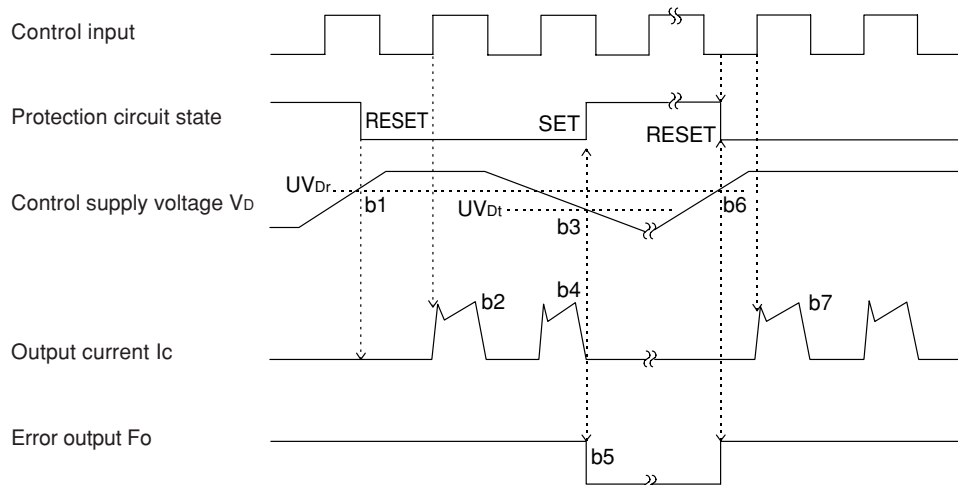 Control input
Protection circuit state
RESET
SET
RESET
Control supply voltage VD
UVDr
b1
UVDt
b3
b6
Output current Ic
b2
b4
b7
Error output Fo
b5